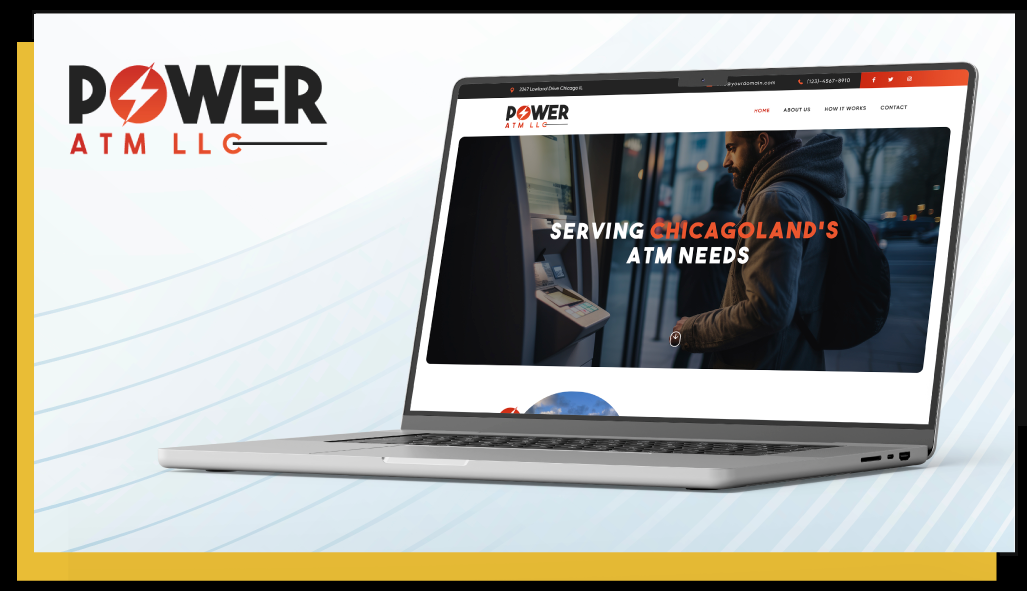 POWER
ATM LLC
2247 Lowland Drive Chicago IL
@yourdomain.com
(123)-4567-8910
POWER
ATM LLC
HOME
ABOUT US
HOW IT WORKS
CONTACT
SERVING CHICAGOLAND'S
ATM NEEDS